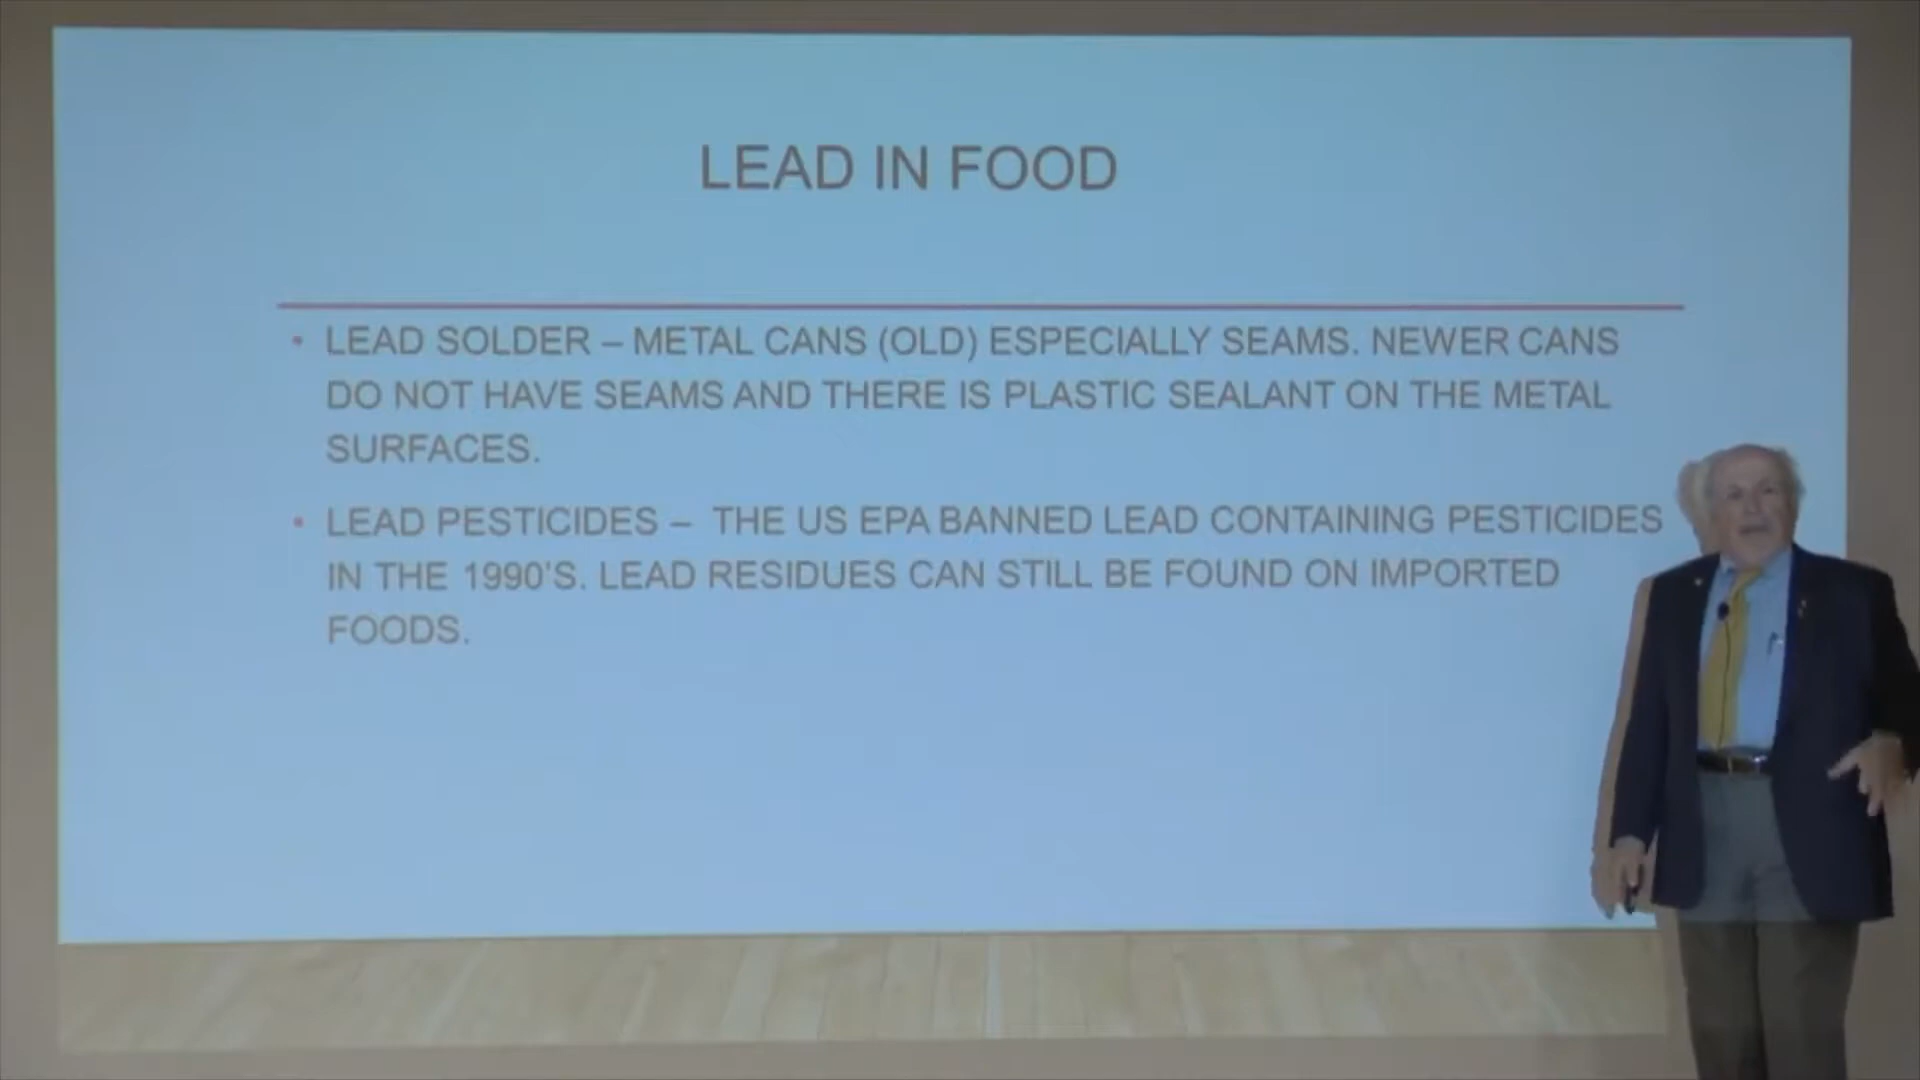 LEAD IN FOOD
• LEAD SOLDER – METAL CANS (OLD) ESPECIALLY SEAMS. NEWER CANS
DO NOT HAVE SEAMS AND THERE IS PLASTIC SEALANT ON THE METAL
SURFACES.
• LEAD PESTICIDES – THE US EPA BANNED LEAD CONTAINING PESTICIDES
IN THE 1990'S. LEAD RESIDUES CAN STILL BE FOUND ON IMPORTED
FOODS.